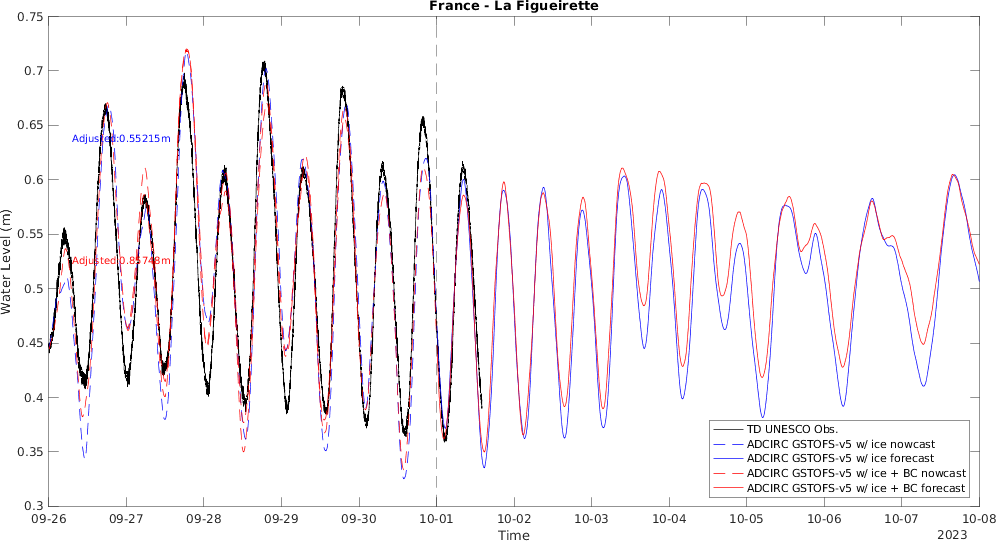 France - La Figueirette
0.75
0.7
0.65
0.6
0.55
0.5
0.45
0.4
0.35
0.3
Water Level (m)
Adjusted:0.55215m
Adjusted:0.85748m
TD UNESCO Obs.
ADCIRC GSTOFS-v5 w/ ice nowcast
ADCIRC GSTOFS-v5 w/ ice forecast
ADCIRC GSTOFS-v5 w/ ice + BC nowcast
ADCIRC GSTOFS-v5 w/ ice + BC forecast
09-26 09-27 09-28 09-29 09-30 10-01 10-02 10-03 10-04 10-05 10-06 10-07 10-08
Time
2023